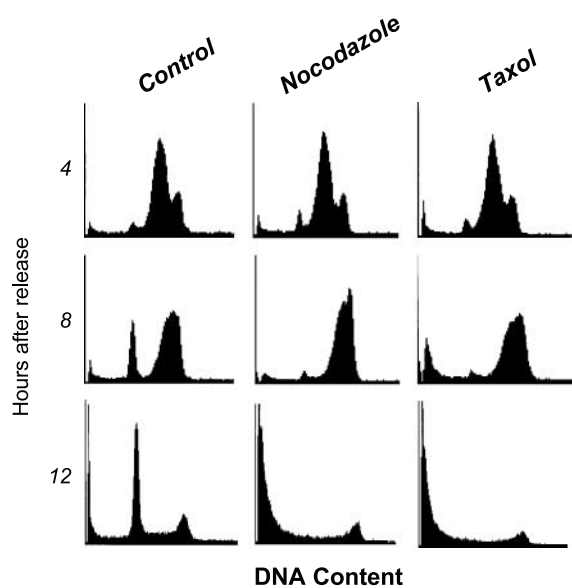 Control
Nocodazole
Taxol
4
8
12
Hours after release
DNA Content